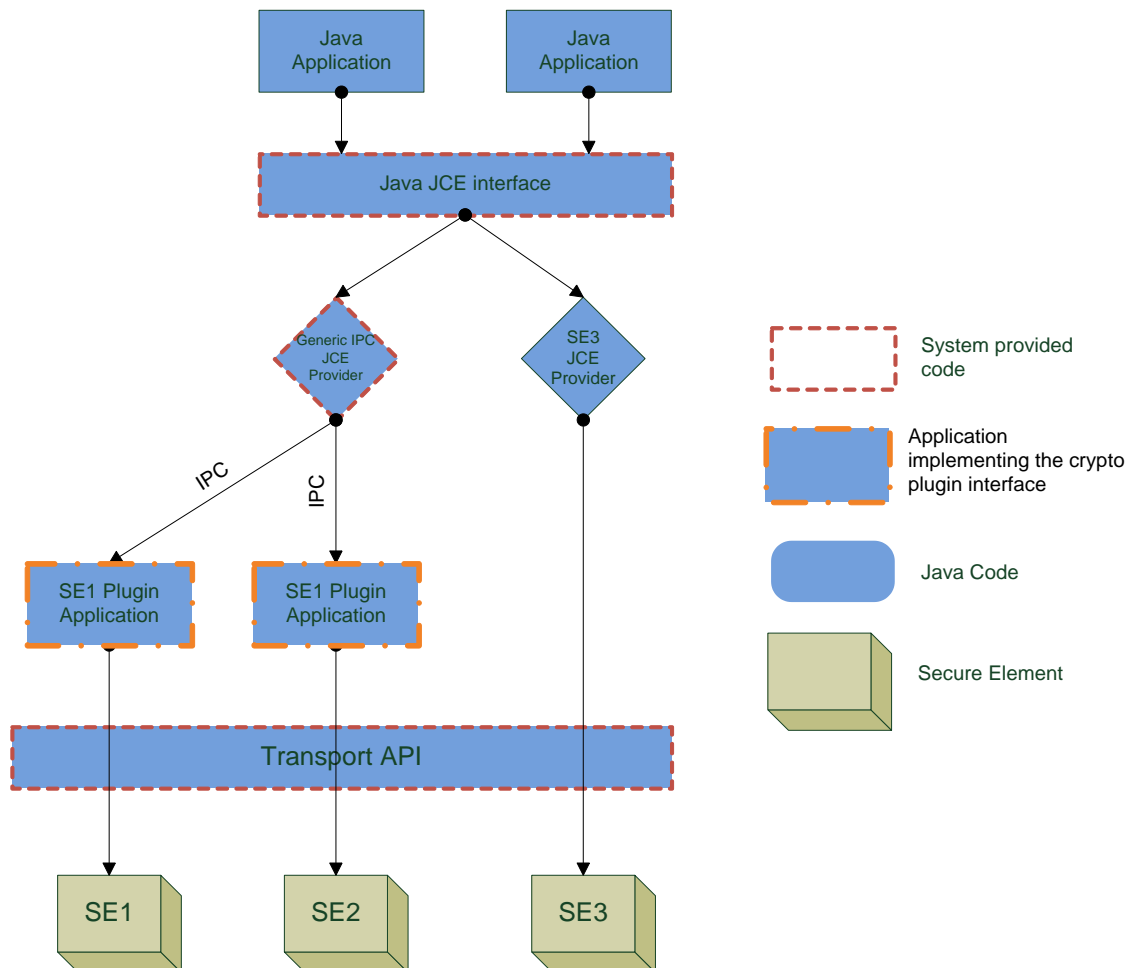 Java
Application
Java
Application
Java JCE interface
Generic IPC
JCE
Provider
SE3
JCE
Provider
System provided
code
Application
implementing the crypto
plugin interface
IPC
IPC
SE1 Plugin
Application
SE1 Plugin
Application
Java Code
Secure Element
Transport API
SE1
SE2
SE3